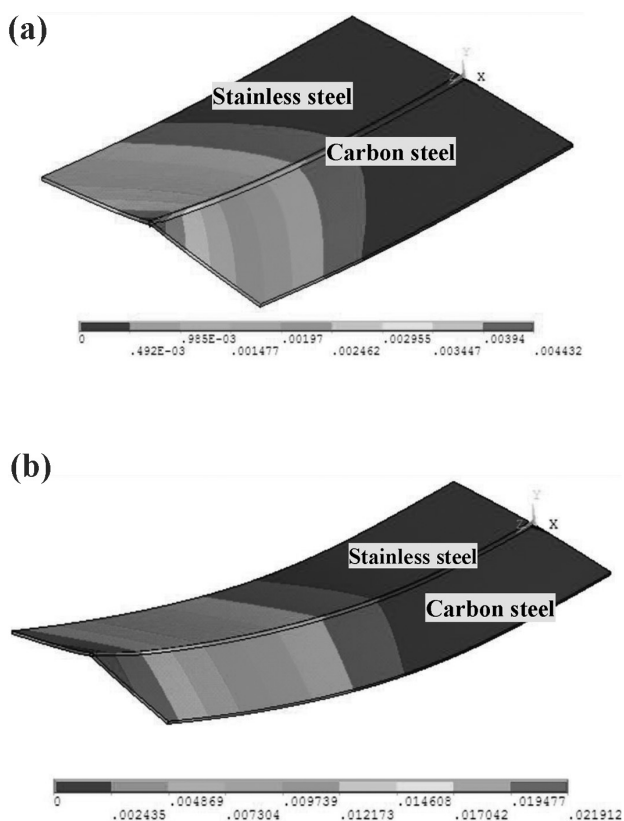 (a)
Stainless steel
Y
Z
X
Carbon steel
0 .985E-03 .00197 .002955 .00394
.492E-03 .001477 .002462 .003447 .004432
(b)
Y
Z X
Stainless steel
Carbon steel
0 .004869 .009739 .014608 .019477
.002435 .007304 .012173 .017042 .021912